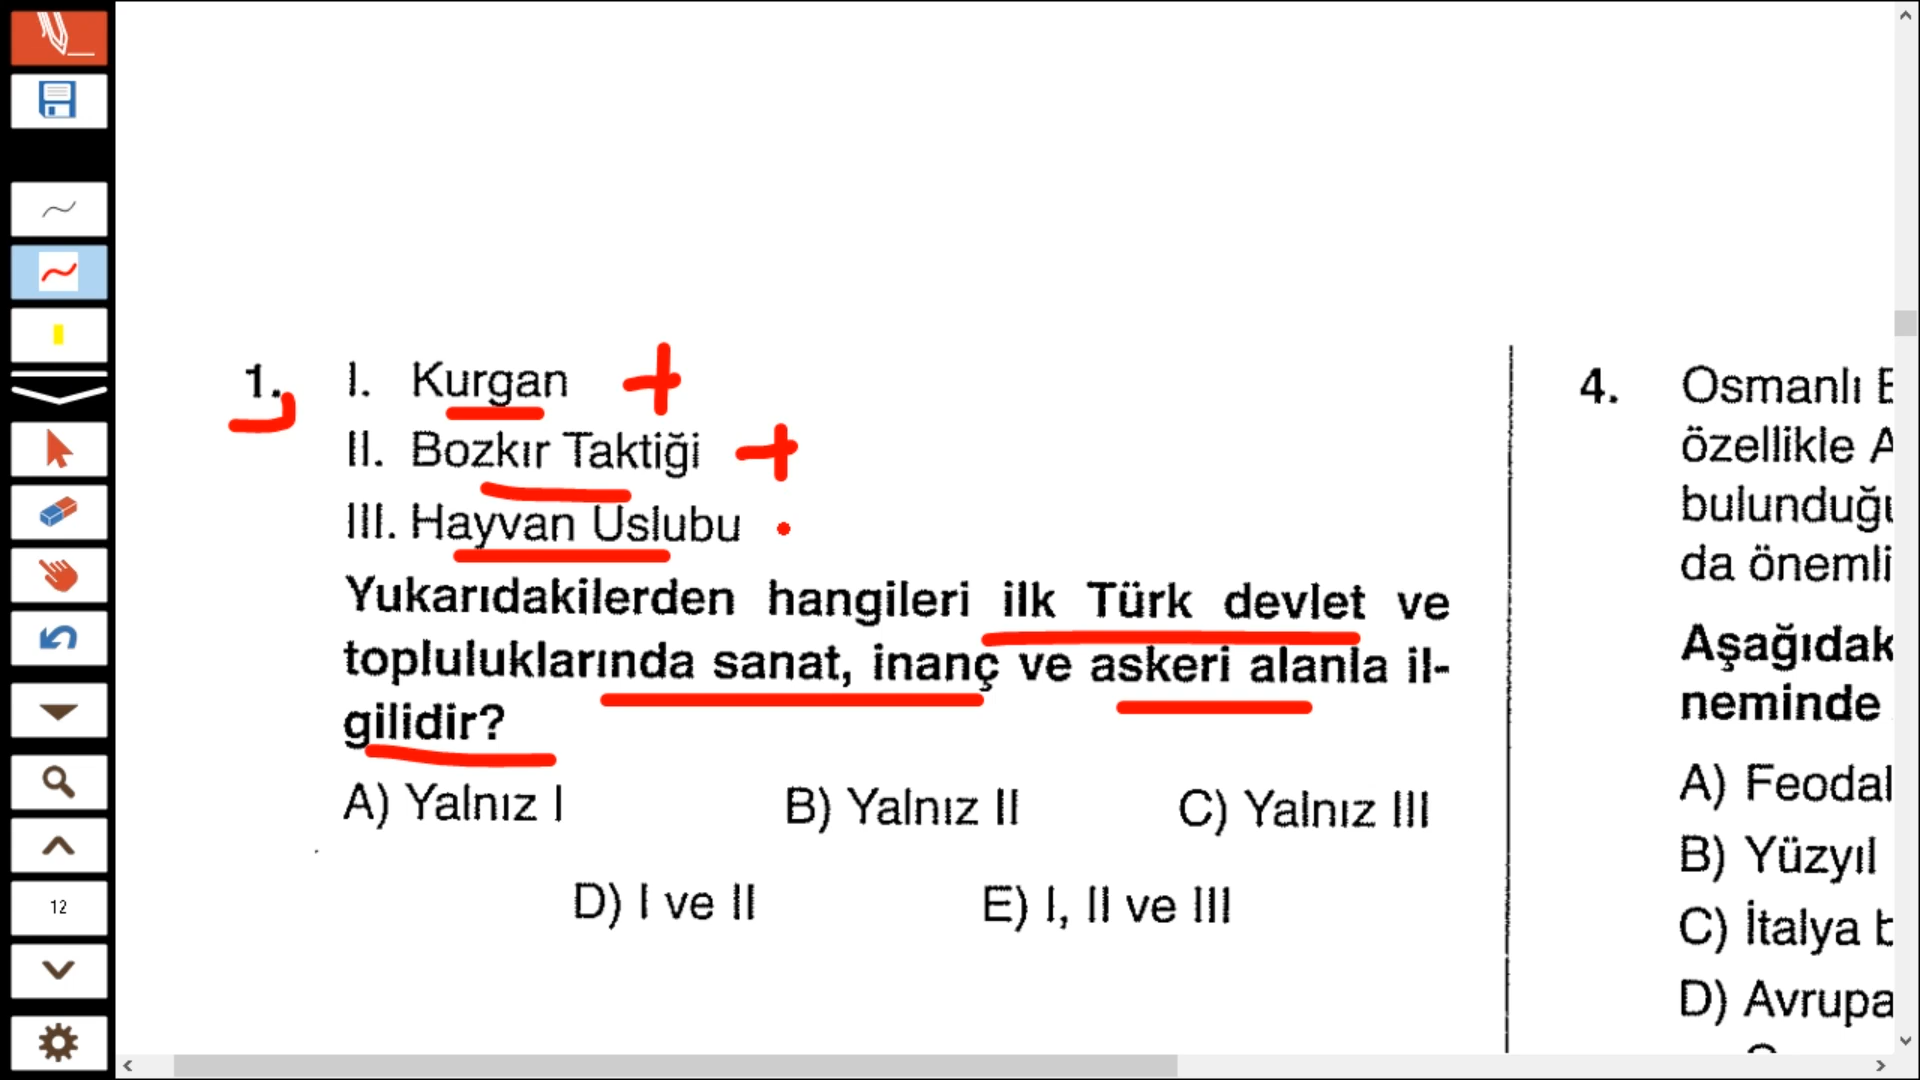 1. I. Kurgan
II. Bozkır Taktiği
III. Hayvan Uslubu
Yukarıdakilerden hangileri ilk Türk devlet ve
topluluklarında sanat, inanç ve askeri alanla il-
gilidir?
A) Yalnız I B) Yalnız II C) Yalnız III
D) I ve II E) I, II ve III
4. Osmanlı
özellikle
bulunduğu
da önemli
Aşağıdak
neminde
A) Feodal
B) Yüzyıl
C) İtalya
D) Avrupa
12